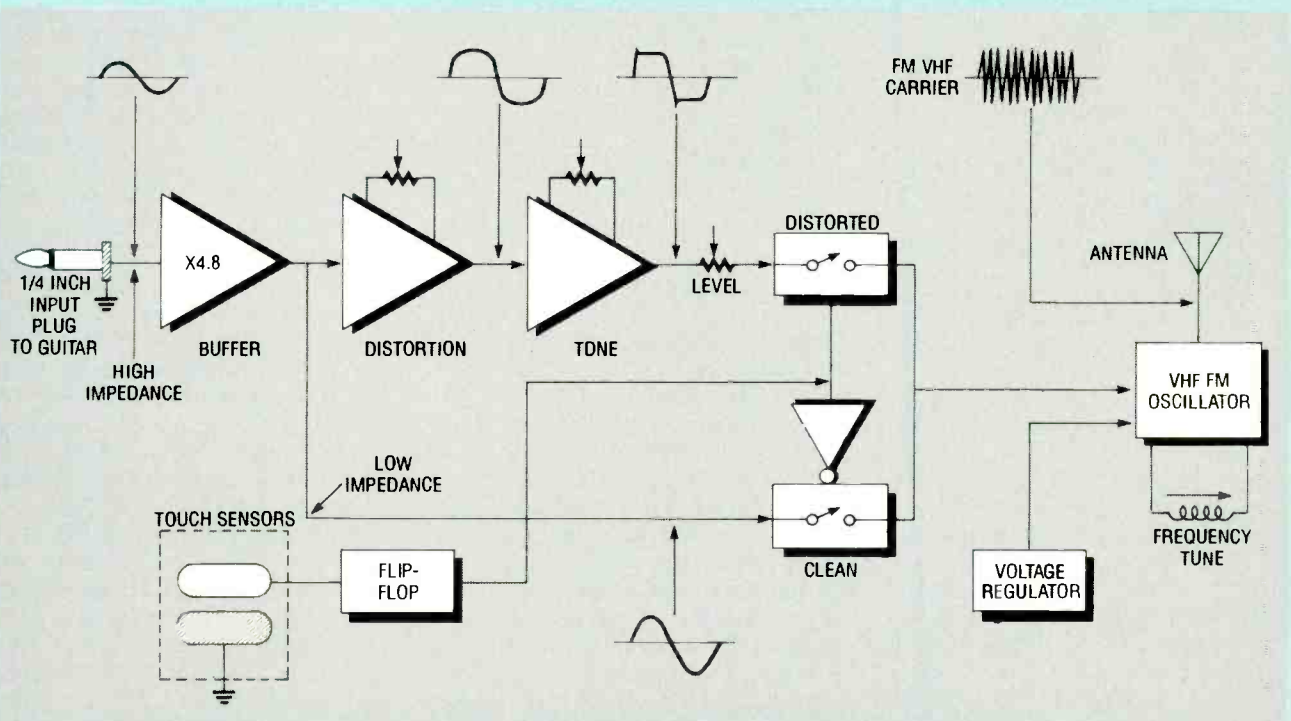 FM VHF
CARRIER
DISTORTED
ANTENNA
X4.8
1/4 INCH
INPUT
PLUG
TO GUITAR
LEVEL
BUFFER
DISTORTION
TDNE
HIGH
IMPEDANCE
VHF FM
OSCILLATOR
LOW
IMPEDANCE
TOUCH SENSORS
FLIP-
FLOP
CLEAN
FREQUENCY
TUNE
VOLTAGE
REGULATOR